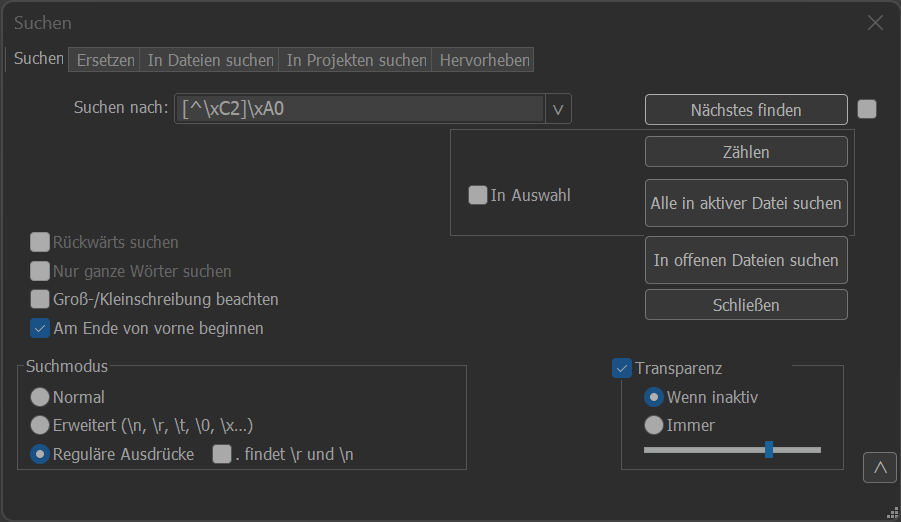 Suchen
Suchen Ersetzen In Dateien suchen In Projekten suchen Hervorheben
Suchen nach: [^\xC2]\xA0 Nächstes finden
Zählen
In Auswahl
Alle in aktiver Datei suchen
Rückwärts suchen
In offenen Dateien suchen
Nur ganze Wörter suchen
Groß-/Kleinschreibung beachten Schließen
Am Ende von vorne beginnen
Suchmodus Transparenz
Normal Wenn inaktiv
Erweitert (\n, \r, \t, \0, \x...) Immer
Reguläre Ausdrücke . findet \r und \n